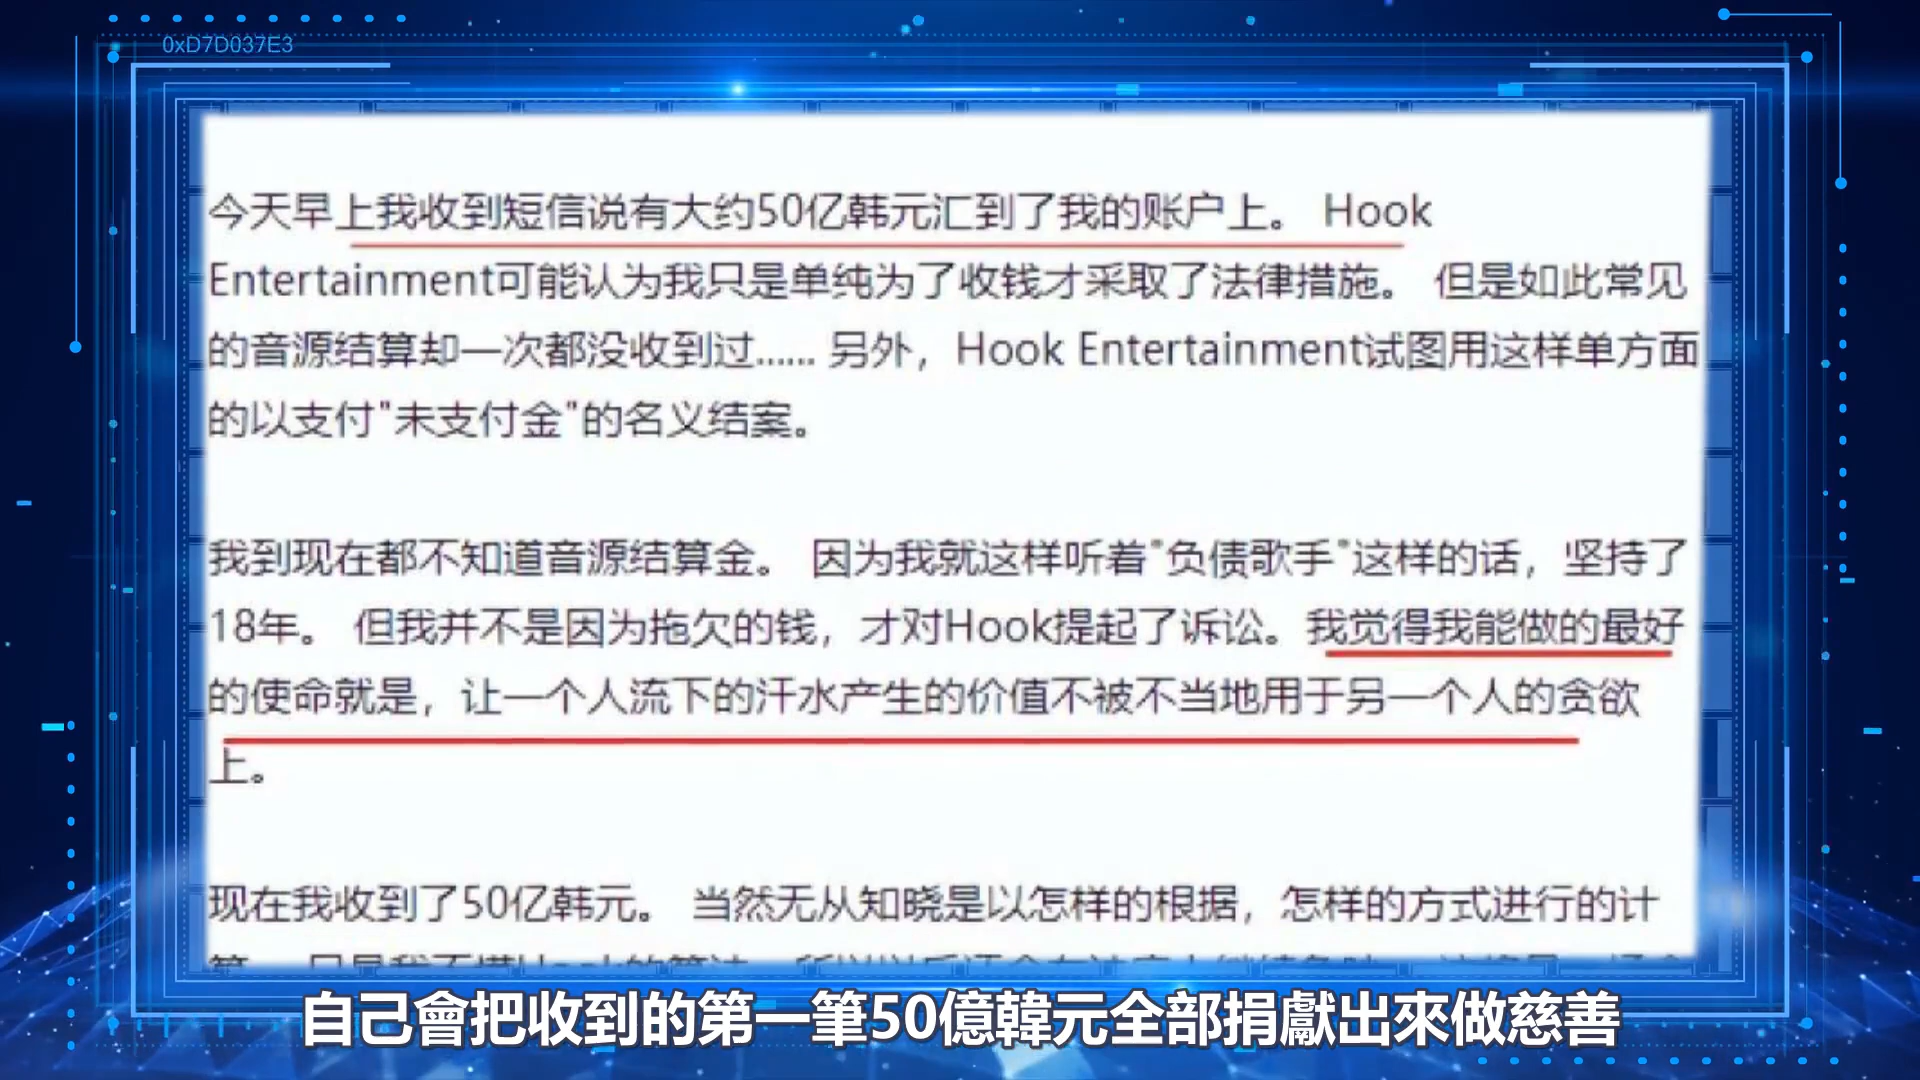 0xD7D037E3
今天早上我收到短信说有大约50亿韩元汇到了我的账户上。 Hook
Entertainment可能认为我只是单纯为了收钱才采取了法律措施。 但是如此常见
的音源结算却一次都没收到过...... 另外，Hook Entertainment试图用这样单方面
的以支付"未支付金"的名义结案。
我到现在都不知道音源结算金。 因为我就这样听着"负债歌手"这样的话，坚持了
18年。 但我并不是因为拖欠的钱，才对Hook提起了诉讼。我觉得我能做的最好
的使命就是，让一个人流下的汗水产生的价值不被不当地用于另一个人的贪欲
上。
现在我收到了50亿韩元。 当然无从知晓是以怎样的根据，怎样的方式进行的计
自己會把收到的第一筆50億韓元全部捐獻出來做慈善